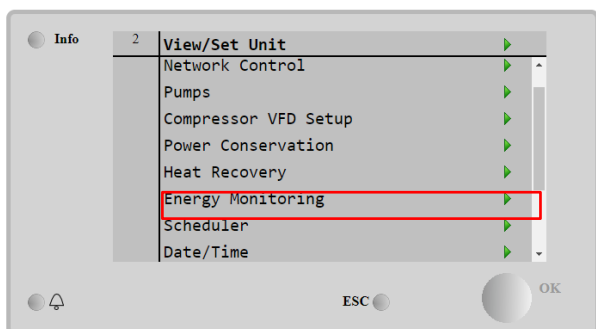 Info
2 View/Set Unit
Network Control
Pumps
Compressor VFD Setup
Power Conservation
Heat Recovery
Energy Monitoring
Scheduler
Date/Time
ESC
OK